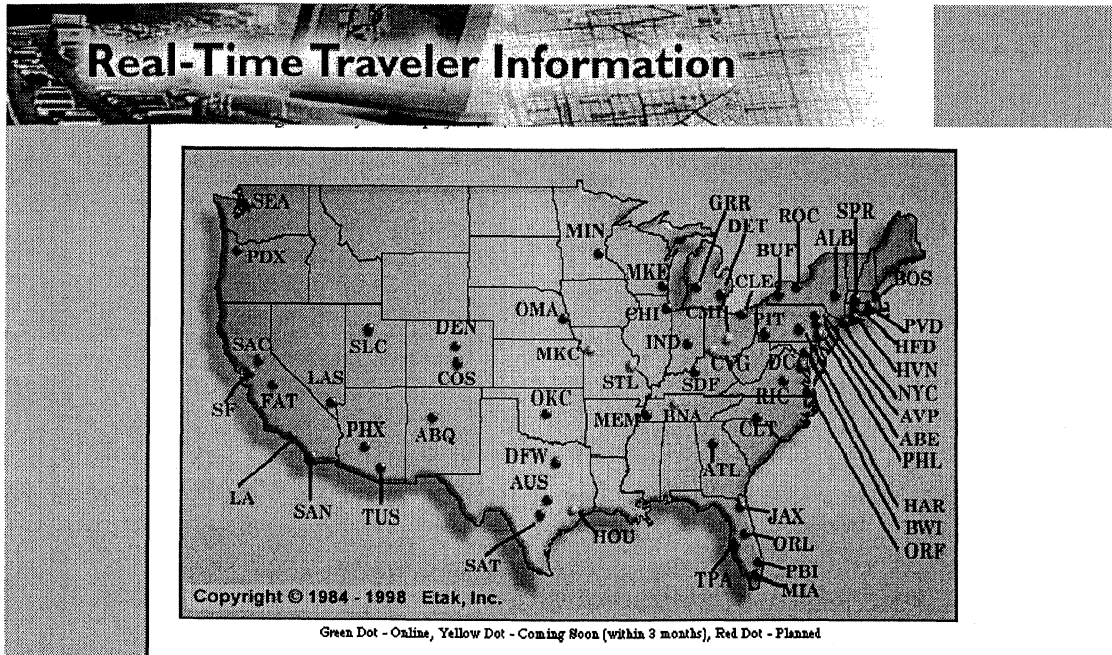 Real-Time Traveler Information
SEA
PDX
MIN
GRR
DET
ROC
SPR
ALB
BUF
BOS
MKE
CLE
OMA
CHI
CMH
PIT
PVD
HFD
HVN
NYC
AVP
ABE
PHL
HAR
BWI
ORF
SAC
SLC
DEN
COS
MKC
IND
CVG
DC
STL
SDF
RIC
SF
FAT
LAS
OKC
MEM
BNA
CLT
PHX
ABQ
DFW
ATL
AUS
LA
SAN
TUS
SAT
HOU
JAX
ORL
TPA
PBI
MIA
Copyright © 1984 - 1998 Etak, Inc.
Green Dot - Online, Yellow Dot - Coming Soon (within 3 months), Red Dot - Planned